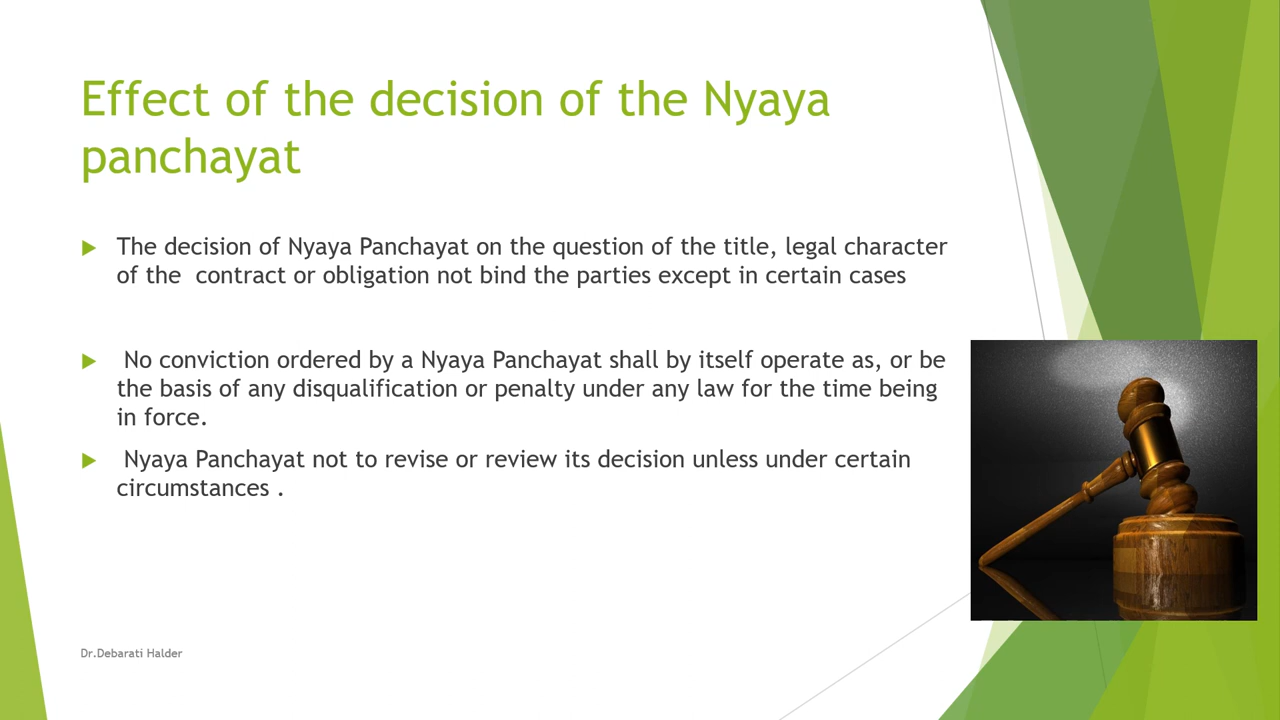 Effect of the decision of the Nyaya
panchayat
The decision of Nyaya Panchayat on the question of the title, legal character
of the  contract or obligation not bind the parties except in certain cases
No conviction ordered by a Nyaya Panchayat shall by itself operate as, or be
the basis of any disqualification or penalty under any law for the time being
in force.
Nyaya Panchayat not to revise or review its decision unless under certain
circumstances .
Dr.Debarati Halder